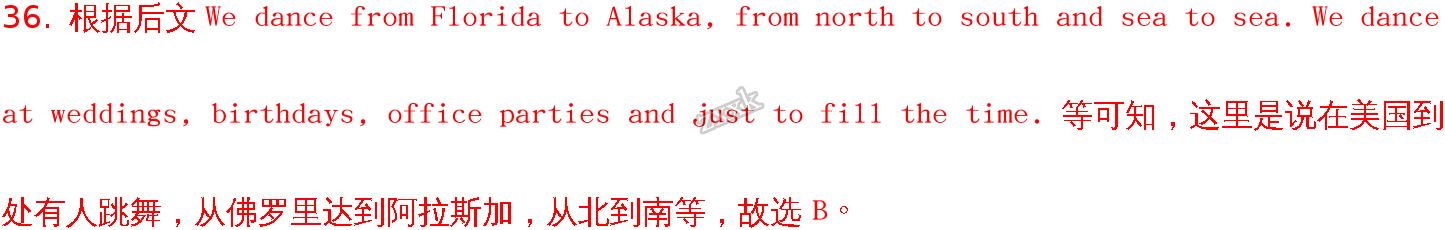 36. 根据后文 We dance from Florida to Alaska, from north to south and sea to sea. We dance
at weddings, birthdays, office parties and just to fill the time. 等可知，这里是说在美国到
处有人跳舞，从佛罗里达到阿拉斯加，从北到南等，故选 B。
zxxk